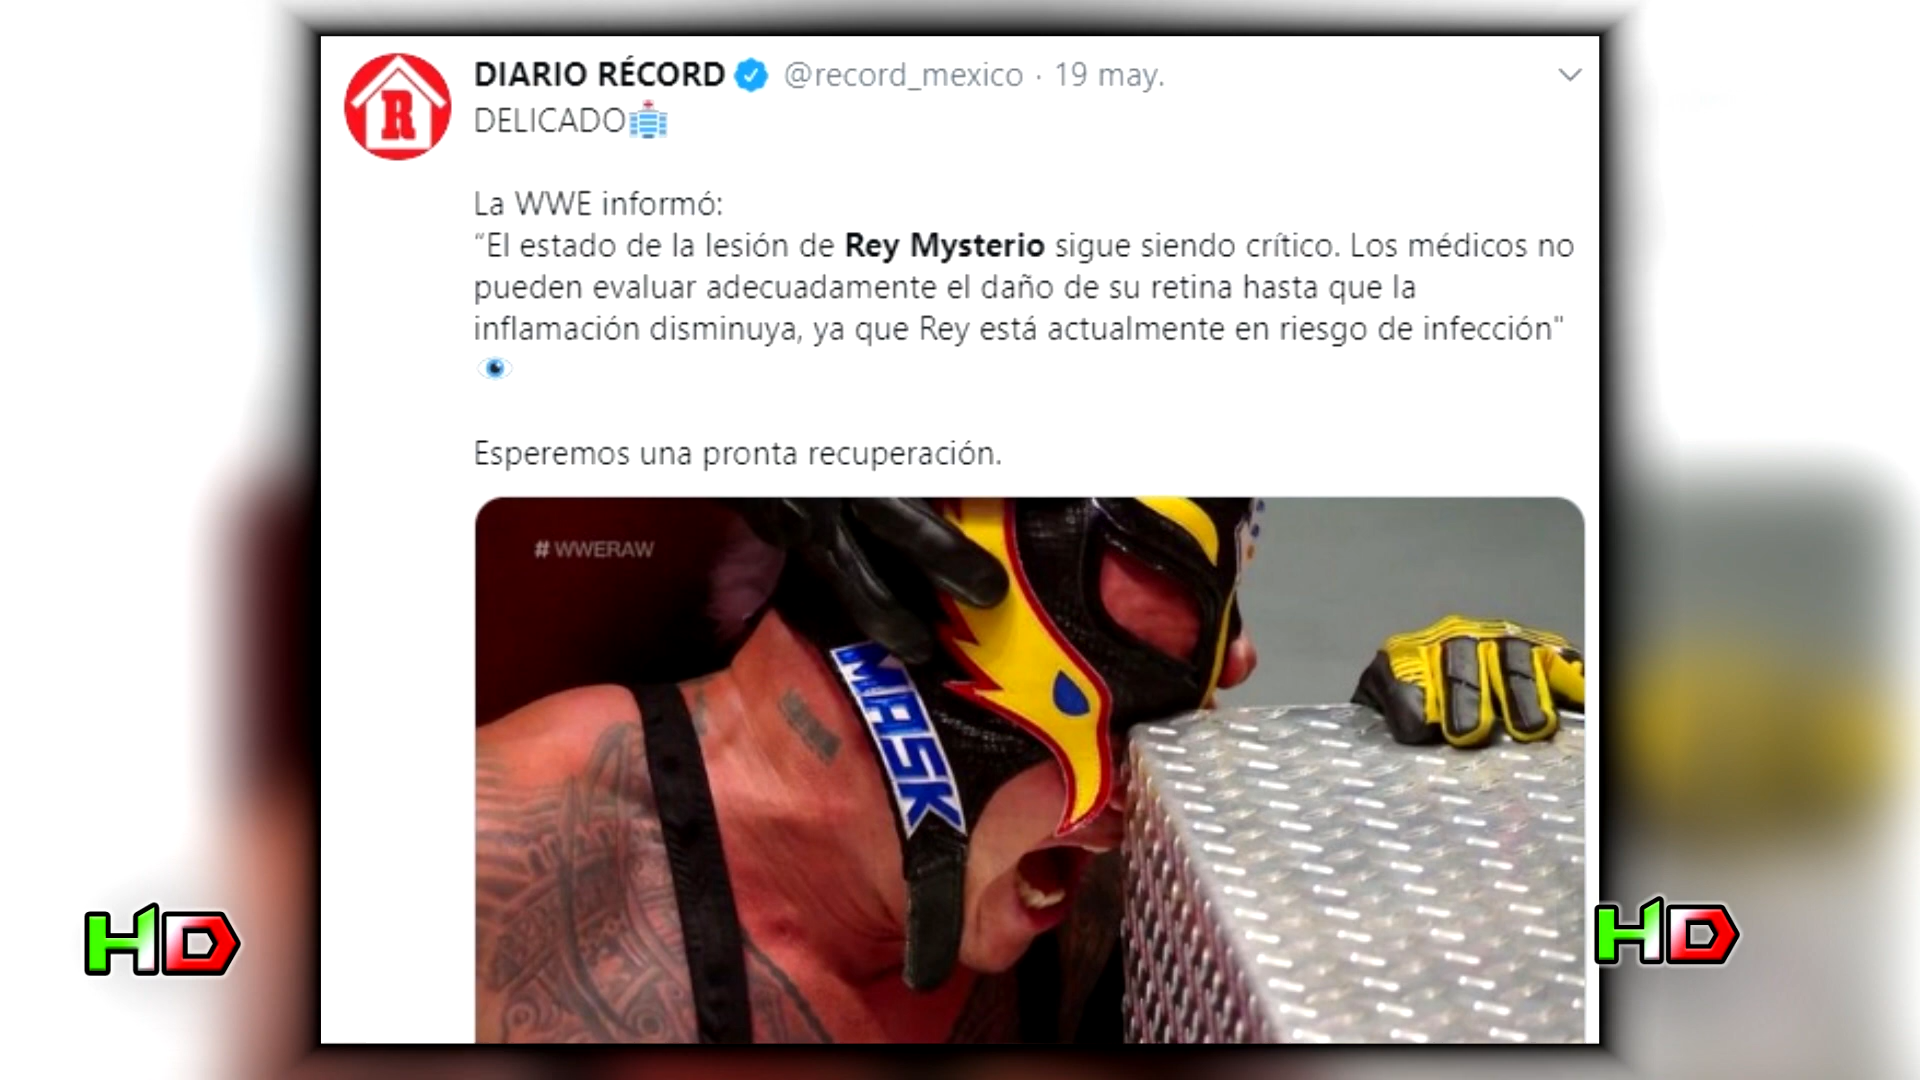 DIARIO RÉCORD @record_mexico · 19 may.
DELICADO
La WWE informó:
“El estado de la lesión de Rey Mysterio sigue siendo crítico. Los médicos no
pueden evaluar adecuadamente el daño de su retina hasta que la
inflamación disminuya, ya que Rey está actualmente en riesgo de infección"
Esperemos una pronta recuperación.
# WWERAW
MASK
R
HD
HD